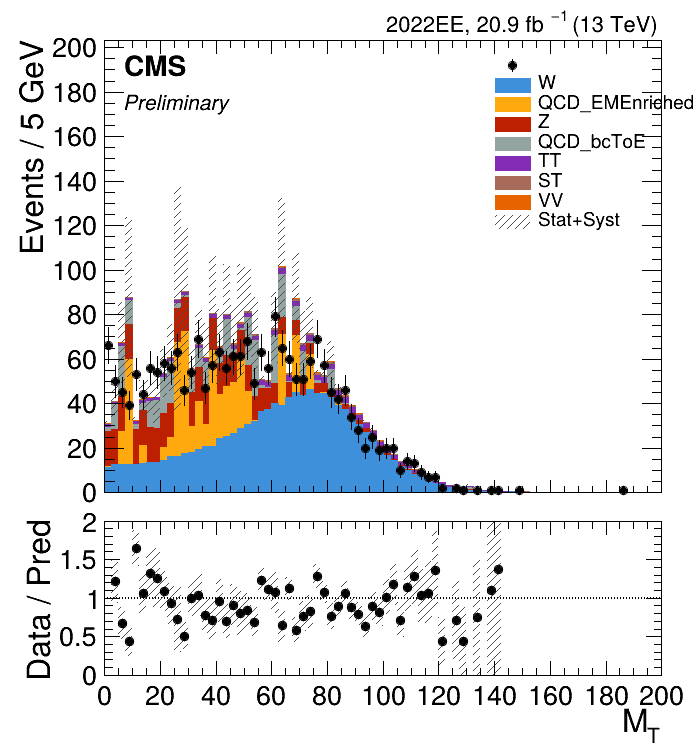 2022EE, 20.9 fb ⁻¹ (13 TeV)
Events / 5 GeV
200
180
160
140
120
100
80
60
40
20
0
CMS
Preliminary
W
QCD_EMEnriched
Z
QCD_bcToE
TT
ST
VV
Stat+Syst
Data / Pred
2
1.5
1
0.5
0
0 20 40 60 80 100 120 140 160 180 200
M_T